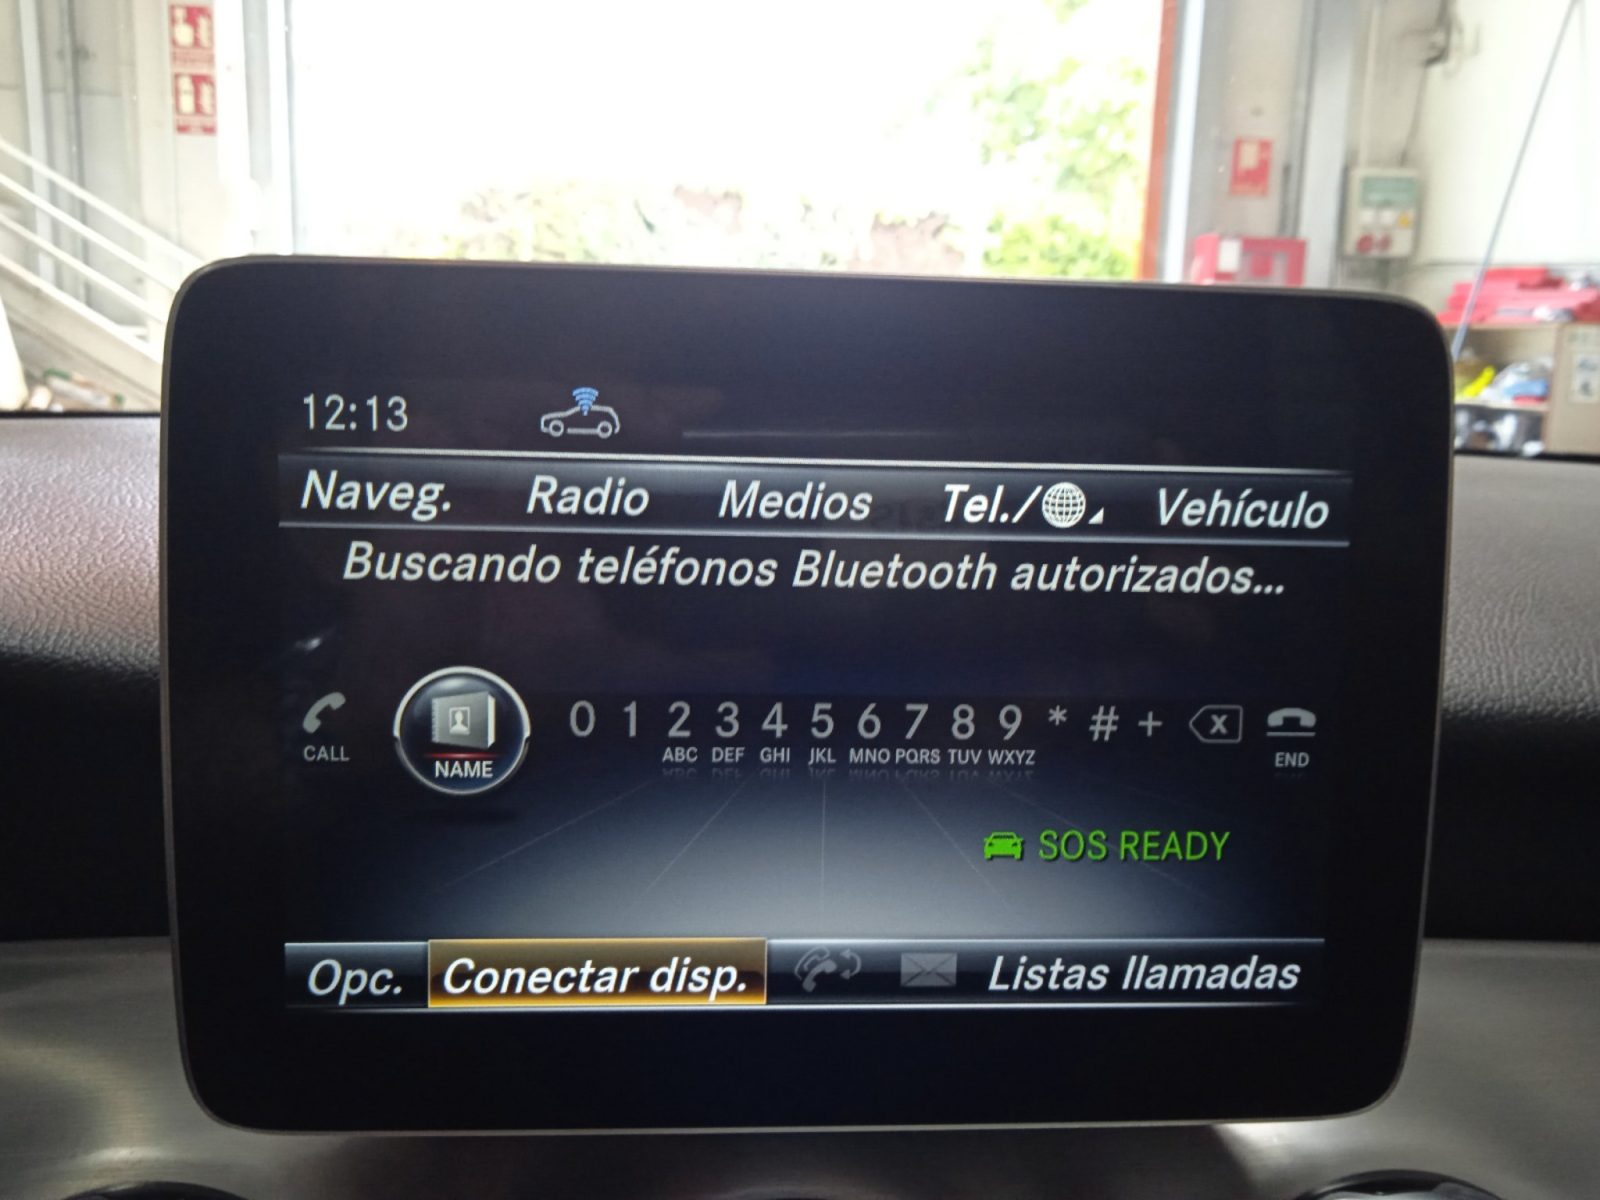 12:13
Naveg. Radio Medios Tel./ Vehículo
Buscando teléfonos Bluetooth autorizados...
0 1 2 3 4 5 6 7 8 9 * # + X
CALL NAME ABC DEF GHI JKL MNO PQRS TUV WXYZ END
SOS READY
Opc. Conectar disp. Listas llamadas